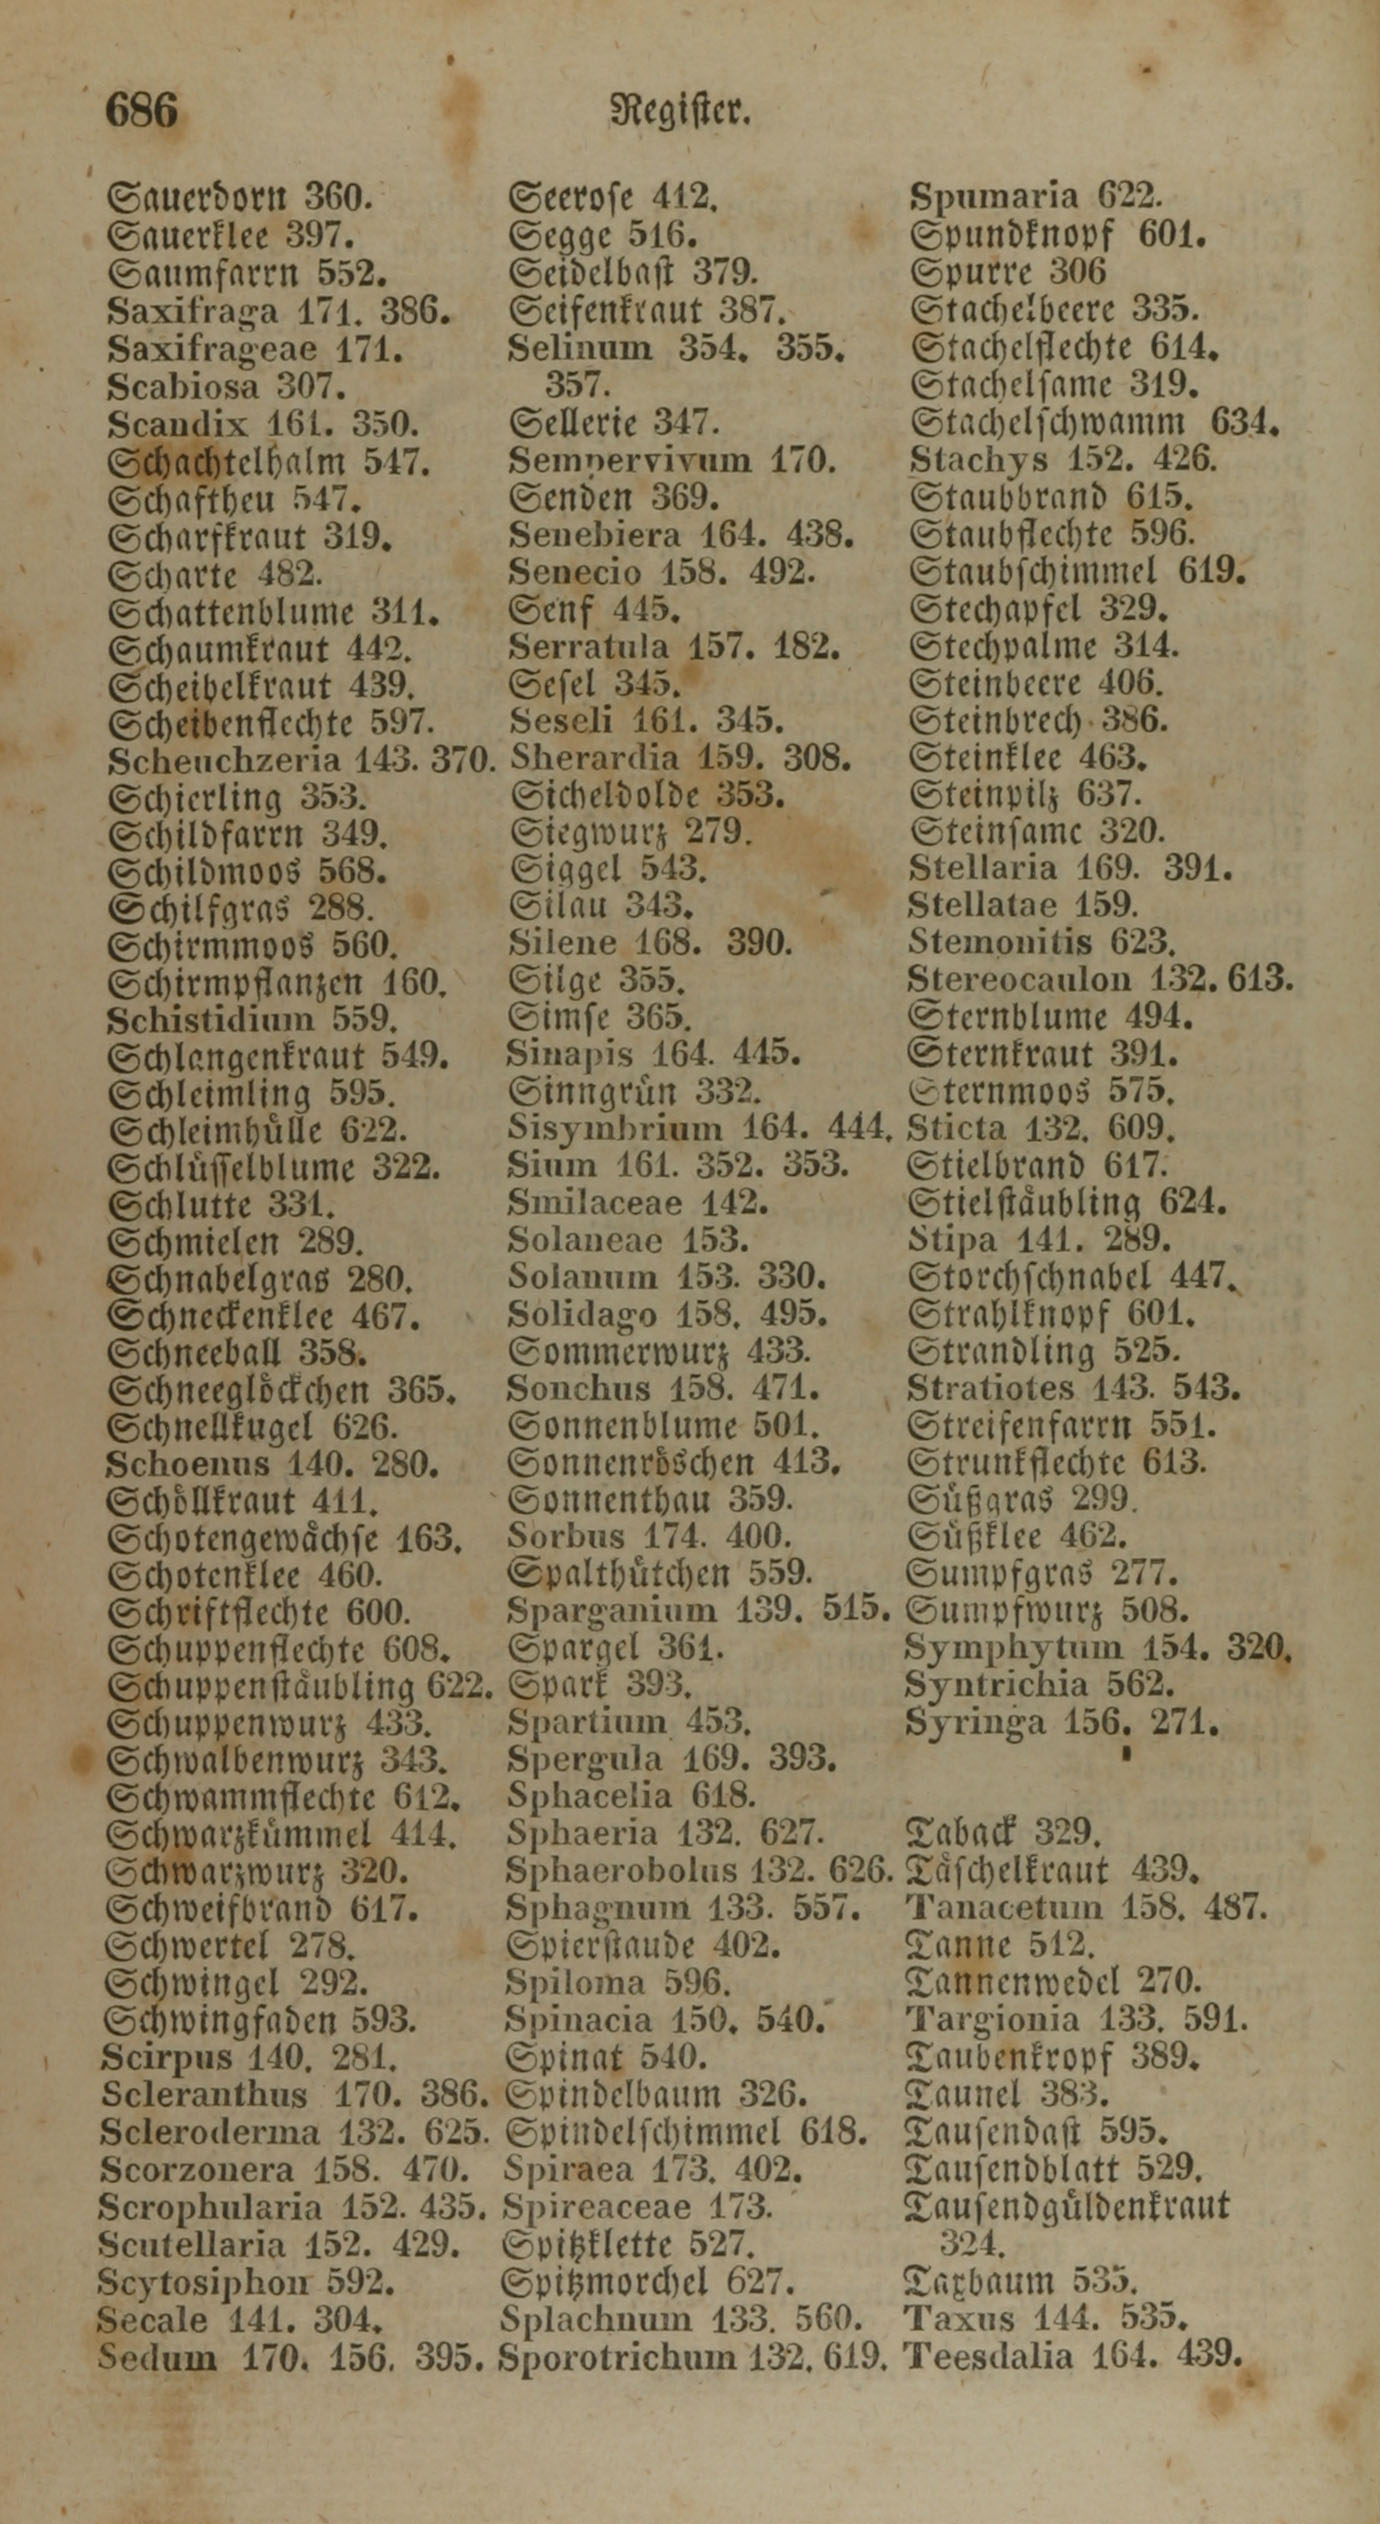 686
Register.
Sauerdorn 360.
Sauerklee 397.
Saumfarrn 552.
Saxifraga 171. 386.
Saxifrageae 171.
Scabiosa 307.
Scandix 161. 350.
Schachtelhalm 547.
Schaftheu 547.
Scharfkraut 319.
Scharte 482.
Schattenblume 311.
Schaumkraut 442.
Scheibelkraut 439.
Scheibenflechte 597.
Scheuchzeria 143. 370.
Schierling 353.
Schildfarrn 349.
Schildmoos 568.
Schilfgras 288.
Schirmmoos 560.
Schirmpflanzen 160.
Schistidium 559.
Schlangenkraut 549.
Schleimling 595.
Schleimhülle 622.
Schlüsselblume 322.
Schlutte 331.
Schmielen 289.
Schnabelgras 280.
Schneckenklee 467.
Schneeball 358.
Schneeglöckchen 365.
Schnellkugel 626.
Schoenus 140. 280.
Schöllkraut 411.
Schotengewächse 163.
Schotenklee 460.
Schriftflechte 600.
Schuppenflechte 608.
Schuppenstäubling 622.
Schuppenwurz 433.
Schwalbenwurz 343.
Schwammflechte 612.
Schwarzkümmel 414.
Schwarzwurz 320.
Schweifbrand 617.
Schwertel 278.
Schwingel 292.
Schwingfaden 593.
Scirpus 140. 281.
Scleranthus 170. 386.
Scleroderma 132. 625.
Scorzonera 158. 470.
Scrophularia 152. 435.
Scutellaria 152. 429.
Scytosiphon 592.
Secale 141. 304.
Sedum 170. 156. 395.
Seerose 412.
Segge 516.
Seidelbast 379.
Seifenkraut 387.
Selinum 354. 355.
357.
Sellerie 347.
Sempervivum 170.
Senden 369.
Senebiera 164. 438.
Senecio 158. 492.
Senf 445.
Serratula 157. 182.
Sesel 345.
Seseli 161. 345.
Sherardia 159. 308.
Sicheldolde 353.
Siegwurz 279.
Siggel 543.
Silau 343.
Silene 168. 390.
Silge 355.
Simse 365.
Sinapis 164. 445.
Sinngrün 332.
Sisymbrium 164. 444.
Sium 161. 352. 353.
Smilaceae 142.
Solaneae 153.
Solanum 153. 330.
Solidago 158. 495.
Sommerwurz 433.
Sonchus 158. 471.
Sonnenblume 501.
Sonnenröschen 413.
Sonnenthau 359.
Sorbus 174. 400.
Spalthütchen 559.
Sparganium 139. 515.
Spargel 361.
Spark 393.
Spartium 453.
Spergula 169. 393.
Sphacelia 618.
Sphaeria 132. 627.
Sphaerobolus 132. 626.
Sphagnum 133. 557.
Spierstaude 402.
Spiloma 596.
Spinacia 150. 540.
Spinat 540.
Spindelbaum 326.
Spindelschimmel 618.
Spiraea 173. 402.
Spireaceae 173.
Spitzklette 527.
Spitzmorchel 627.
Splachnum 133. 560.
Sporotrichum 132. 619.
Spumaria 622.
Spundknopf 601.
Spurre 306
Stachelbeere 335.
Stachelflechte 614.
Stachelsame 319.
Stachelschwamm 634.
Stachys 152. 426.
Staubbrand 615.
Staubflechte 596.
Staubschimmel 619.
Stechapfel 329.
Stechpalme 314.
Steinbeere 406.
Steinbrech 386.
Steinklee 463.
Steinpilz 637.
Steinsame 320.
Stellaria 169. 391.
Stellatae 159.
Stemonitis 623.
Stereocaulon 132. 613.
Sternblume 494.
Sternkraut 391.
Sternmoos 575.
Sticta 132. 609.
Stielbrand 617.
Stielstäubling 624.
Stipa 141. 289.
Storchschnabel 447.
Strahlknopf 601.
Strandling 525.
Stratiotes 143. 543.
Streifenfarrn 551.
Strunkflechte 613.
Süßgras 299.
Süßklee 462.
Sumpfgras 277.
Sumpfwurz 508.
Symphytum 154. 320.
Syntrichia 562.
Syringa 156. 271.
Taback 329.
Täschelkraut 439.
Tanacetum 158. 487.
Tanne 512.
Tannenwedel 270.
Targionia 133. 591.
Taubenkropf 389.
Taunel 383.
Tausendast 595.
Tausendblatt 529.
Tausendgüldenkraut
324.
Taxbaum 535.
Taxus 144. 535.
Teesdalia 164. 439.